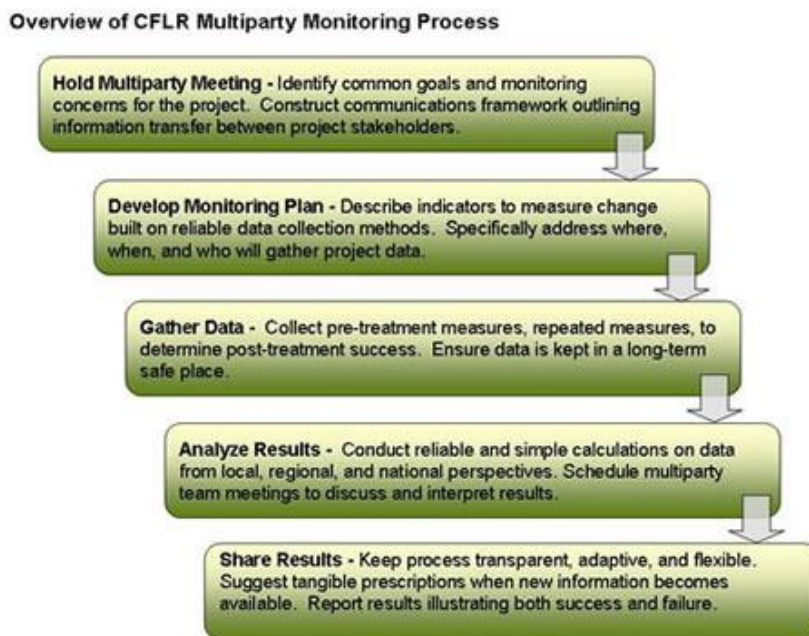 Overview of CFLR Multiparty Monitoring Process
Hold Multiparty Meeting - Identify common goals and monitoring
concerns for the project. Construct communications framework outlining
information transfer between project stakeholders.
Develop Monitoring Plan - Describe indicators to measure change
built on reliable data collection methods. Specifically address where,
when, and who will gather project data.
Gather Data - Collect pre-treatment measures, repeated measures, to
determine post-treatment success. Ensure data is kept in a long-term
safe place.
Analyze Results - Conduct reliable and simple calculations on data
from local, regional, and national perspectives. Schedule multiparty
team meetings to discuss and interpret results.
Share Results - Keep process transparent, adaptive, and flexible.
Suggest tangible prescriptions when new information becomes
available. Report results illustrating both success and failure.